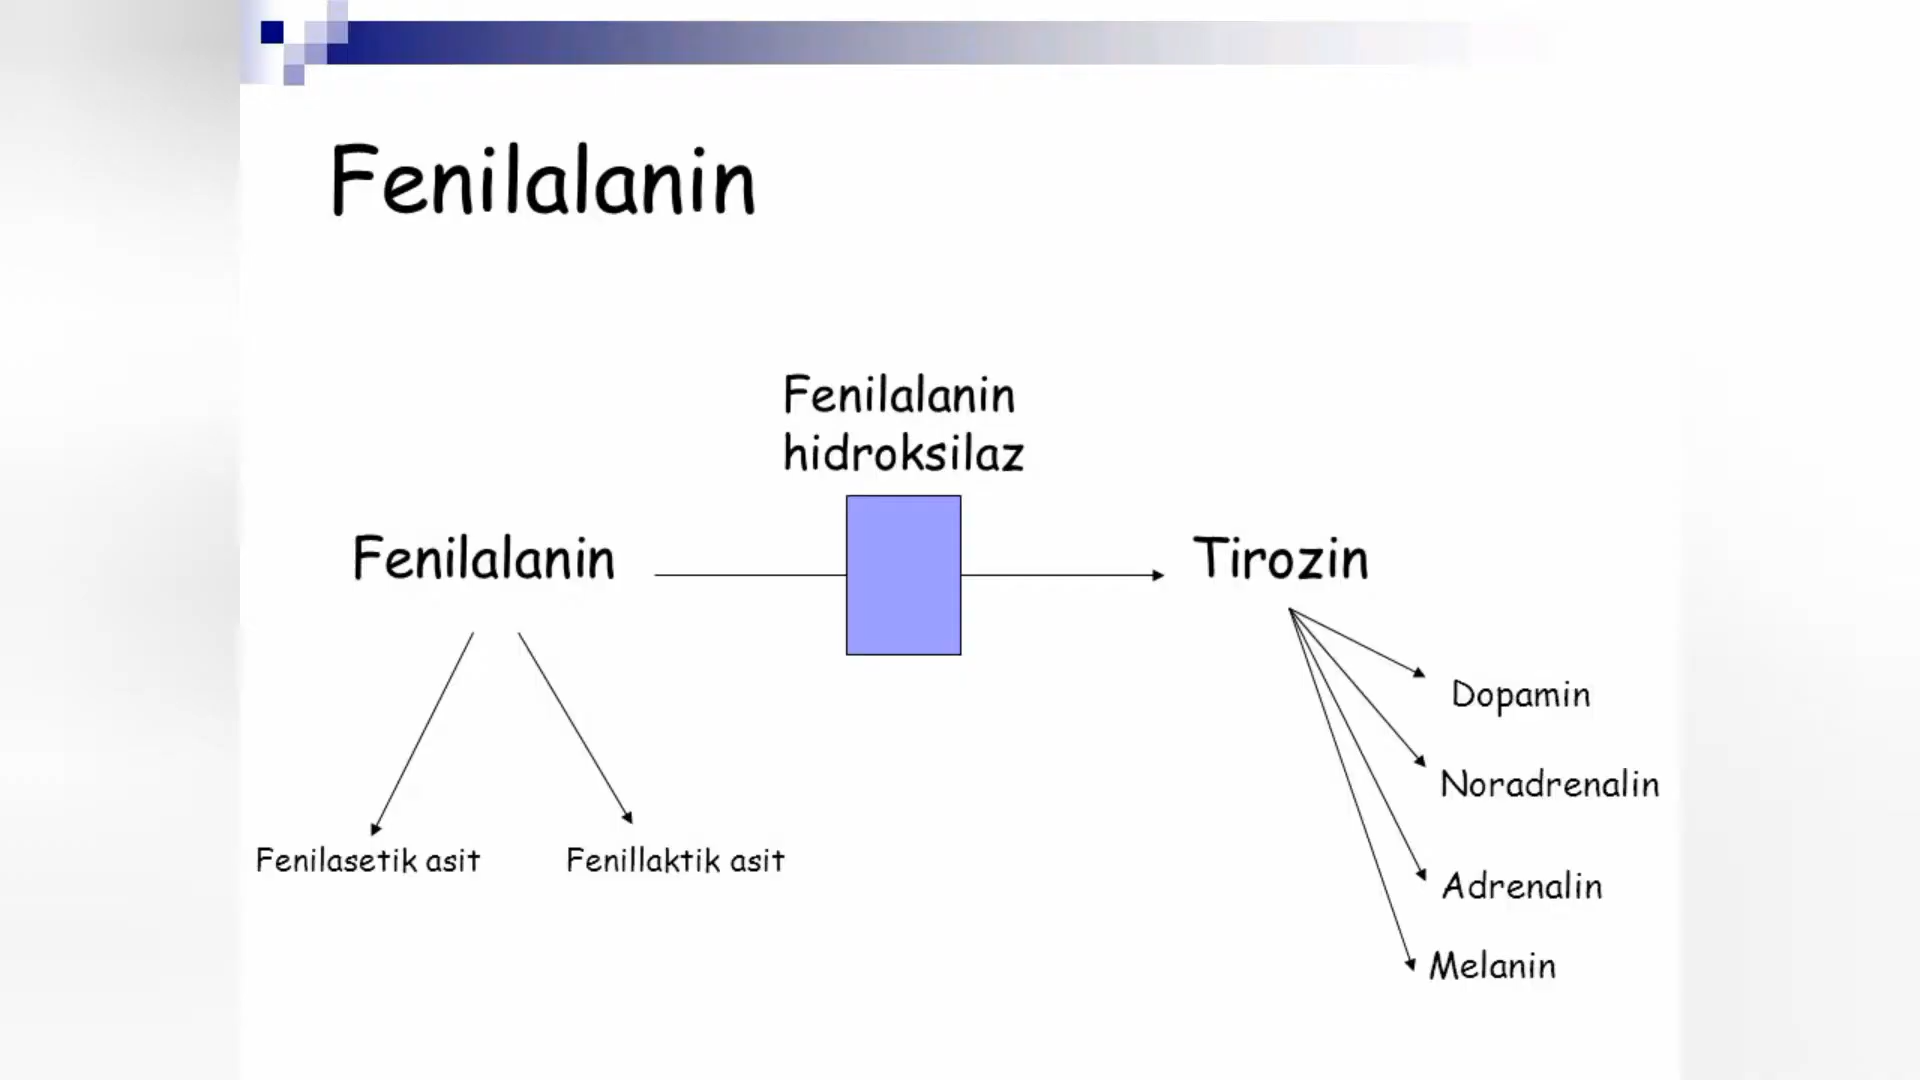 Fenilalanin
Fenilalanin
hidroksilaz
Fenilalanin
Tirozin
Dopamin
Noradrenalin
Fenilasetik asit
Fenillaktik asit
Adrenalin
Melanin